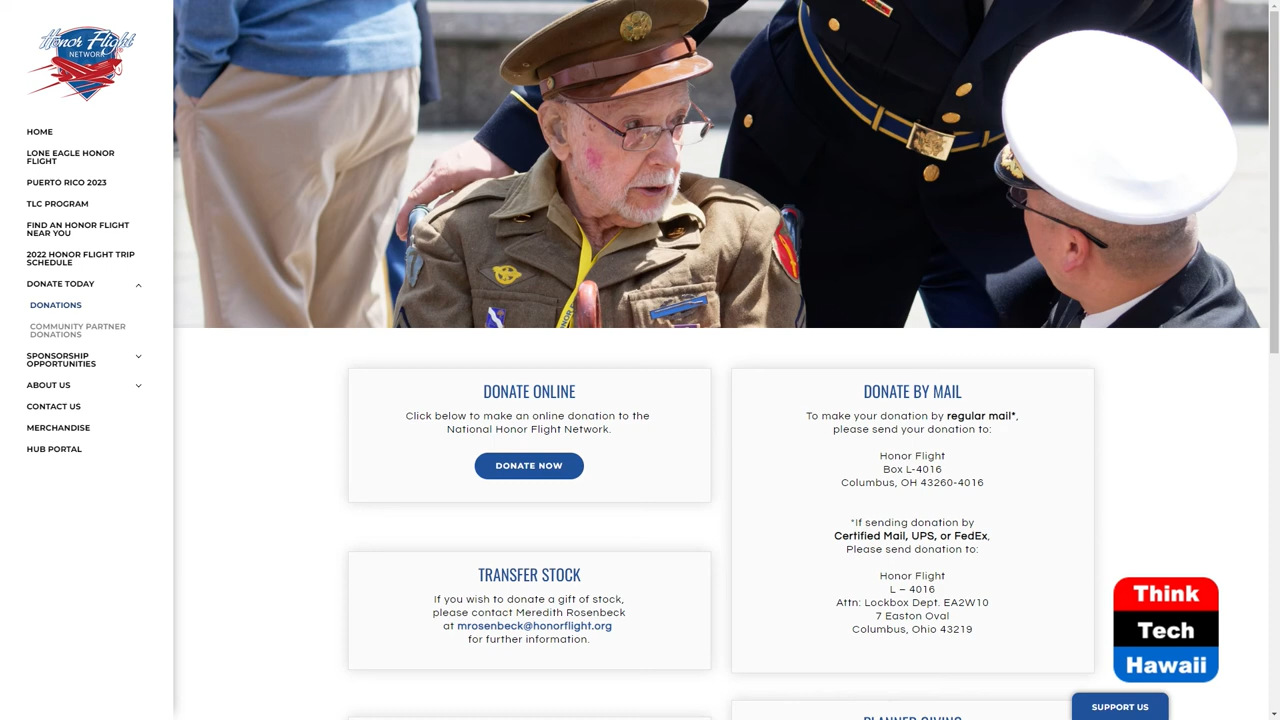 Honor Flight
NETWORK
HOME
LONE EAGLE HONOR
FLIGHT
PUERTO RICO 2023
TLC PROGRAM
FIND AN HONOR FLIGHT
NEAR YOU
2022 HONOR FLIGHT TRIP
SCHEDULE
DONATE TODAY
DONATIONS
COMMUNITY PARTNER
DONATIONS
SPONSORSHIP
OPPORTUNITIES
ABOUT US
CONTACT US
MERCHANDISE
HUB PORTAL
DONATE ONLINE
Click below to make an online donation to the
National Honor Flight Network.
DONATE NOW
TRANSFER STOCK
If you wish to donate a gift of stock,
please contact Meredith Rosenbeck
at mrosenbeck@honorflight.org
for further information.
DONATE BY MAIL
To make your donation by regular mail*,
please send your donation to:
Honor Flight
Box L-4016
Columbus, OH 43260-4016
*If sending donation by
Certified Mail, UPS, or FedEx,
Please send donation to:
Honor Flight
L – 4016
Attn: Lockbox Dept. EA2W10
7 Easton Oval
Columbus, Ohio 43219
PLANNED GIVING
Think
Tech
Hawaii
SUPPORT US